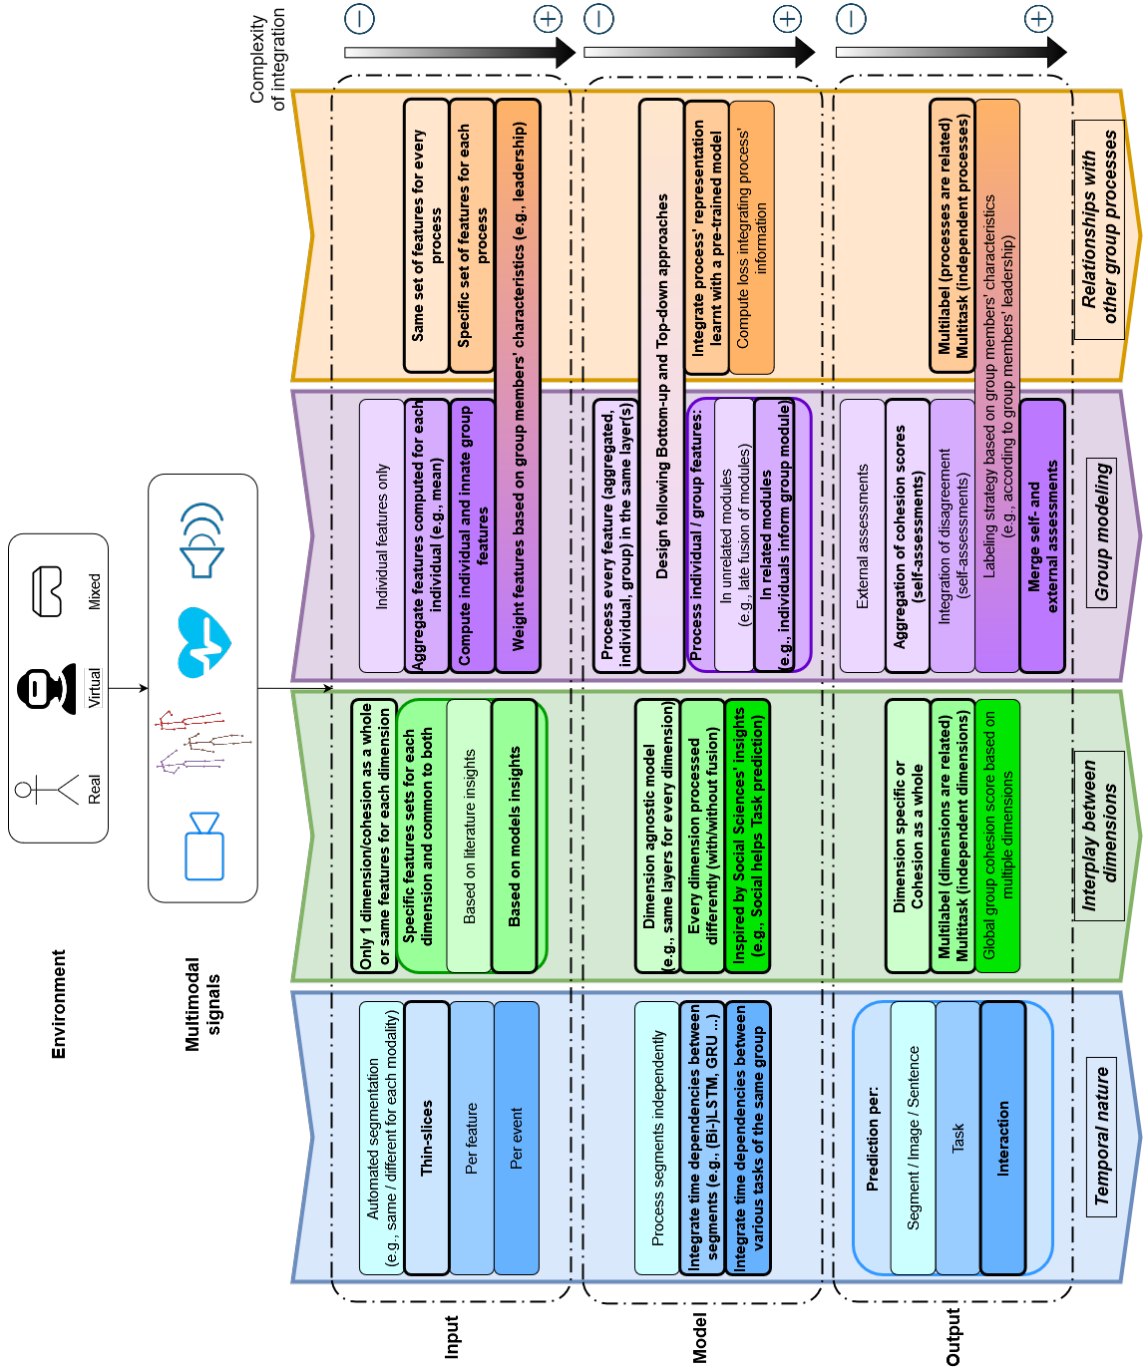 Environment
Real
Virtual
Mixed
Multimodal
signals
Complexity
of integration
Input
Automated segmentation
(e.g., same / different for each modality)
Thin-slices
Per feature
Per event
Only 1 dimension/cohesion as a whole
or same features for each dimension
Specific features sets for each
dimension and common to both
Based on literature insights
Based on models insights
Individual features only
Aggregate features computed for each
individual (e.g., mean)
Compute individual and innate group
features
Weight features based on group members' characteristics (e.g., leadership)
Same set of features for every
process
Specific set of features for each
process
Model
Process segments independently
Integrate time dependencies between
segments (e.g., (Bi-)LSTM, GRU ...)
Integrate time dependencies between
various tasks of the same group
Dimension agnostic model
(e.g., same layers for every dimension)
Every dimension processed
differently (with/without fusion)
Inspired by Social Sciences' insights
(e.g., Social helps Task prediction)
Process every feature (aggregated,
individual, group) in the same layer(s)
Design following Bottom-up and Top-down approaches
Process individual / group features:
In unrelated modules
(e.g., late fusion of modules)
In related modules
(e.g., individuals inform group module)
Integrate process' representation
learnt with a pre-trained model
Compute loss integrating process'
information
Output
Prediction per:
Segment / Image / Sentence
Task
Interaction
Dimension specific or
Cohesion as a whole
Multilabel (dimensions are related)
Multitask (independent dimensions)
Global group cohesion score based on
multiple dimensions
External assessments
Aggregation of cohesion scores
(self-assessments)
Integration of disagreement
(self-assessments)
Labeling strategy based on group members' characteristics
(e.g., according to group members' leadership)
Merge self- and
external assessments
Multilabel (processes are related)
Multitask (independent processes)
Temporal nature
Interplay between
dimensions
Group modeling
Relationships with
other group processes